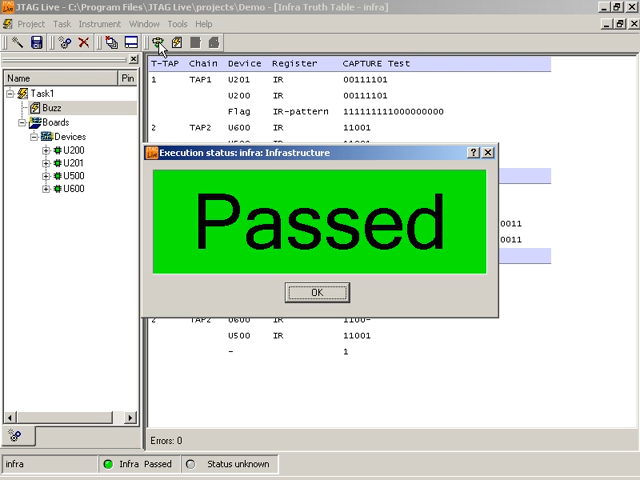 JTAG Live - C:\Program Files\JTAG Live\projects\Demo - [Infra Truth Table - infra]
Project Task Instrument Window Tools Help
Name Pin
Task1
Buzz
Boards
Devices
U200
U201
U500
U600
T-TAP Chain Device Register CAPTURE Test
1 TAP1 U201 IR 00111101
U200 IR 00111101
Flag IR-pattern 111111111000000000
2 TAP2 U600 IR 11001
Execution status: infra: Infrastructure
Passed
OK
0011
0011
2 TAP2 U600 IR 1100-
U500 IR 11001
- 1
Errors: 0
infra Infra Passed Status unknown